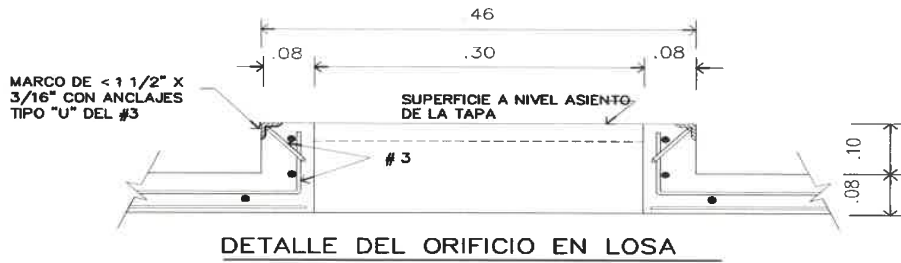 46
.08
.30
.08
MARCO DE < 1 1/2" X
3/16" CON ANCLAJES
TIPO "U" DEL #3
SUPERFICIE A NIVEL ASIENTO
DE LA TAPA
# 3
.10
.08
DETALLE DEL ORIFICIO EN LOSA